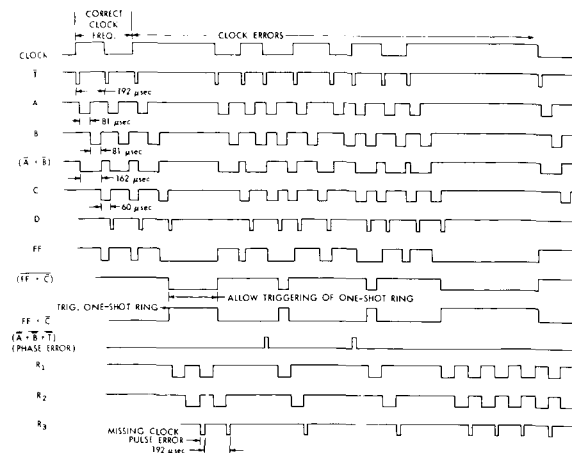 CORRECT
CLOCK
FREQ.
CLOCK ERRORS
CLOCK
T̅
192 μsec
A
81 μsec
B
81 μsec
(A̅ + B̅)
162 μsec
C
60 μsec
D
FF
(FF + C̅)
ALLOW TRIGGERING OF ONE-SHOT RING
TRIG. ONE-SHOT RING
FF + C̅
(A̅ + B̅ + T̅)
(PHASE ERROR)
R₁
R₂
R₃
MISSING CLOCK
PULSE ERROR
192 μsec